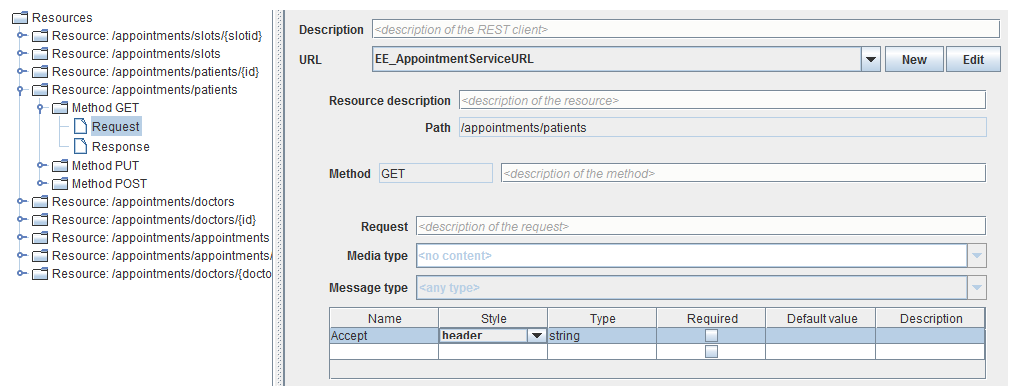 Resources
Resource: /appointments/slots/{slotid}
Resource: /appointments/slots
Resource: /appointments/patients/{id}
Resource: /appointments/patients
Method GET
Request
Response
Method PUT
Method POST
Resource: /appointments/doctors
Resource: /appointments/doctors/{id}
Resource: /appointments/appointments
Resource: /appointments/appointments/
Resource: /appointments/doctors/{docto
Description <description of the REST client>
URL EE_AppointmentServiceURL New Edit
Resource description <description of the resource>
Path /appointments/patients
Method GET <description of the method>
Request <description of the request>
Media type <no content>
Message type <any type>
Name Style Type Required Default value Description
Accept header string